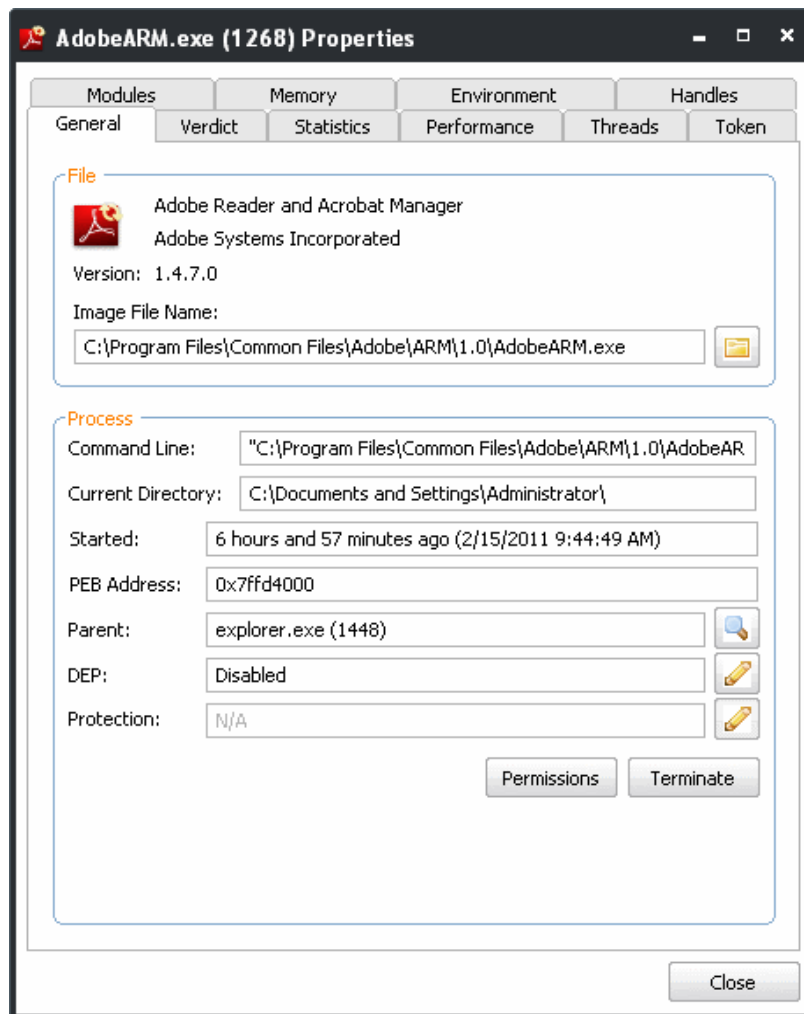 AdobeARM.exe (1268) Properties
Modules Memory Environment Handles
General Verdict Statistics Performance Threads Token
File
Adobe Reader and Acrobat Manager
Adobe Systems Incorporated
Version: 1.4.7.0
Image File Name:
C:\Program Files\Common Files\Adobe\ARM\1.0\AdobeARM.exe
Process
Command Line: "C:\Program Files\Common Files\Adobe\ARM\1.0\AdobeAR
Current Directory: C:\Documents and Settings\Administrator\
Started: 6 hours and 57 minutes ago (2/15/2011 9:44:49 AM)
PEB Address: 0x7ffd4000
Parent: explorer.exe (1448)
DEP: Disabled
Protection: N/A
Permissions Terminate
Close